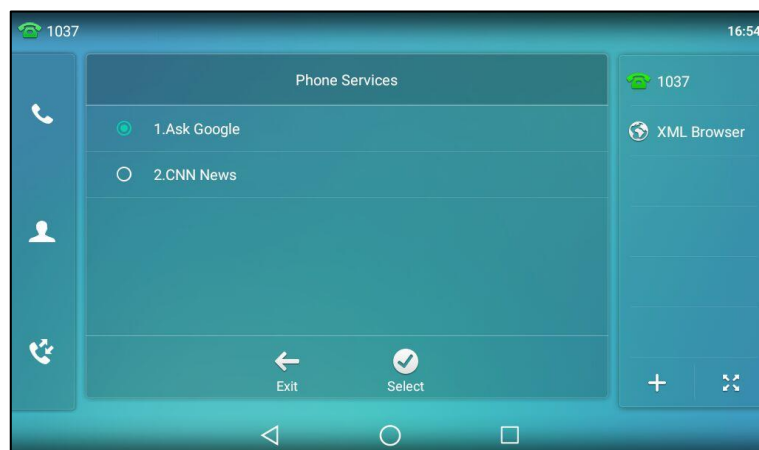 1037
16:54
Phone Services
1.Ask Google
2.CNN News
Exit
Select
1037
XML Browser